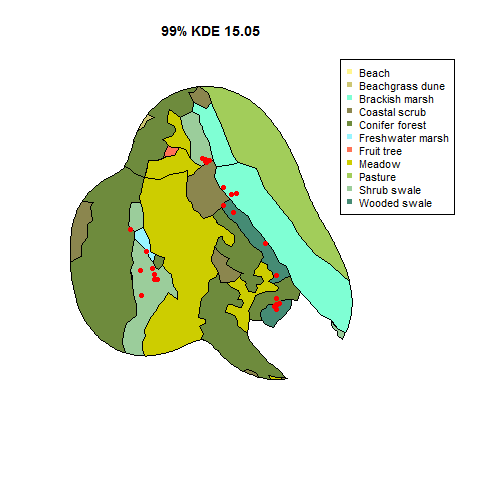 99% KDE 15.05
Beach
Beachgrass dune
Brackish marsh
Coastal scrub
Conifer forest
Freshwater marsh
Fruit tree
Meadow
Pasture
Shrub swale
Wooded swale